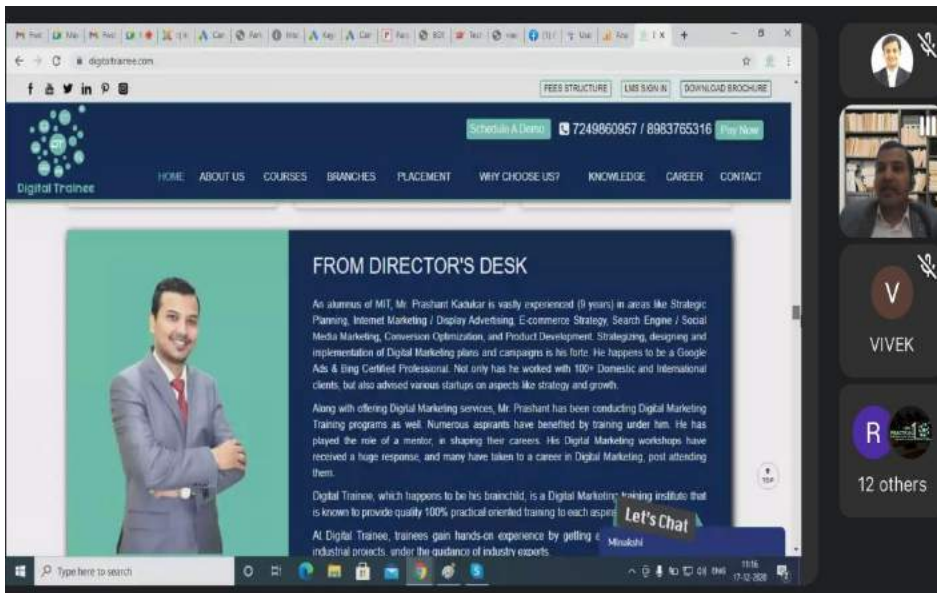 digitaltrainee.com
FEES STRUCTURE
LMS SIGN IN
DOWNLOAD BROCHURE
Schedule A Demo
7249860957 / 8983765316
Pay Now
DT
Digital Trainee
HOME ABOUT US COURSES BRANCHES PLACEMENT WHY CHOOSE US? KNOWLEDGE CAREER CONTACT
FROM DIRECTOR'S DESK
An alumnus of MIT, Mr. Prashant Kadukar is vastly experienced (9 years) in areas like Strategic
Planning, Internet Marketing / Display Advertising, E-commerce Strategy, Search Engine / Social
Media Marketing, Conversion Optimization, and Product Development. Strategizing, designing and
implementation of Digital Marketing plans and campaigns is his forte. He happens to be a Google
Ads & Bing Certified Professional. Not only has he worked with 100+ Domestic and International
clients, but also advised various startups on aspects like strategy and growth.
Along with offering Digital Marketing services, Mr. Prashant has been conducting Digital Marketing
Training programs as well. Numerous aspirants have benefited by training under him. He has
played the role of a mentor, in shaping their careers. His Digital Marketing workshops have
received a huge response, and many have taken to a career in Digital Marketing, post attending
them.
Digital Trainee, which happens to be his brainchild, is a Digital Marketing training institute that
is known to provide quality 100% practical oriented training to each
At Digital Trainee, trainees gain hands-on experience by getting
industrial projects, under the guidance of industry experts.
TOP
Let's Chat
Minakshi
Type here to search
ENG
11:16
17-12-2020
V
VIVEK
R
12 others